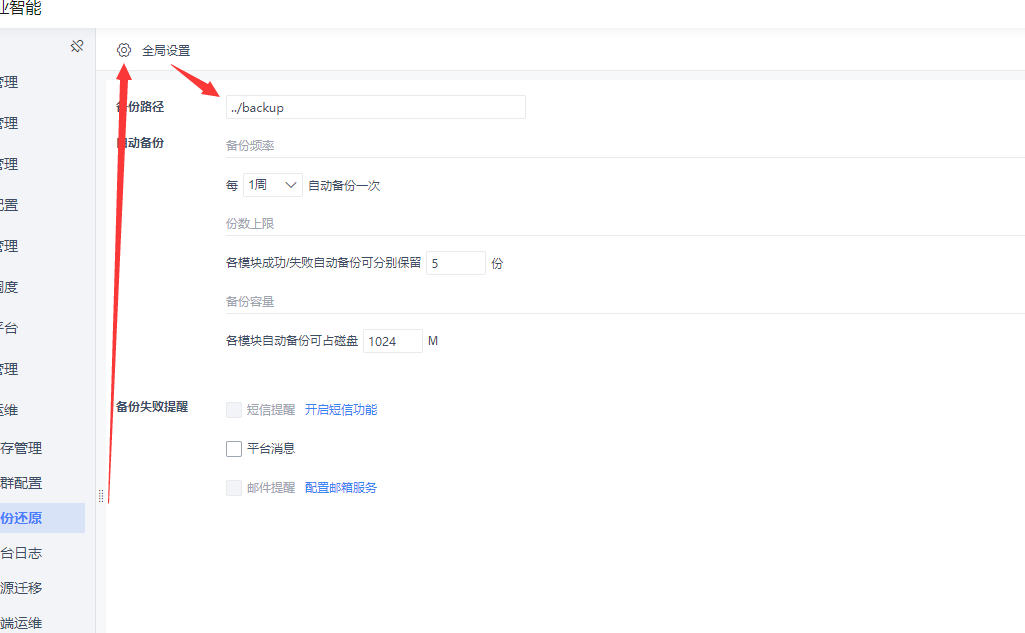 业智能
全局设置
管理
管理
管理
配置
管理
调度
平台
管理
运维
存管理
群配置
份还原
台日志
源迁移
端运维
备份路径
../backup
自动备份
备份频率
每 1周 自动备份一次
份数上限
各模块成功/失败自动备份可分别保留 5 份
备份容量
各模块自动备份可占磁盘 1024 M
备份失败提醒
短信提醒 开启短信功能
平台消息
邮件提醒 配置邮箱服务